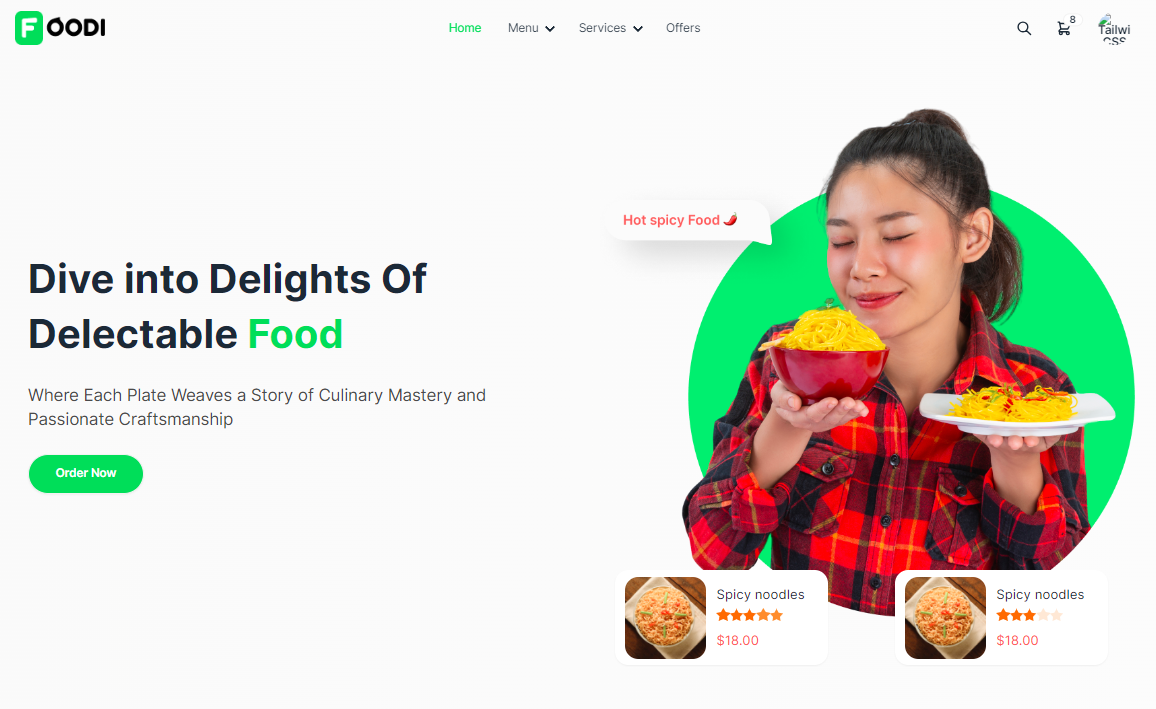 FOODI
Home
Menu
Services
Offers
8
Tailwi
CSS
Hot spicy Food 🌶️
Dive into Delights Of
Delectable Food
Where Each Plate Weaves a Story of Culinary Mastery and
Passionate Craftsmanship
Order Now
Spicy noodles
$18.00
Spicy noodles
$18.00